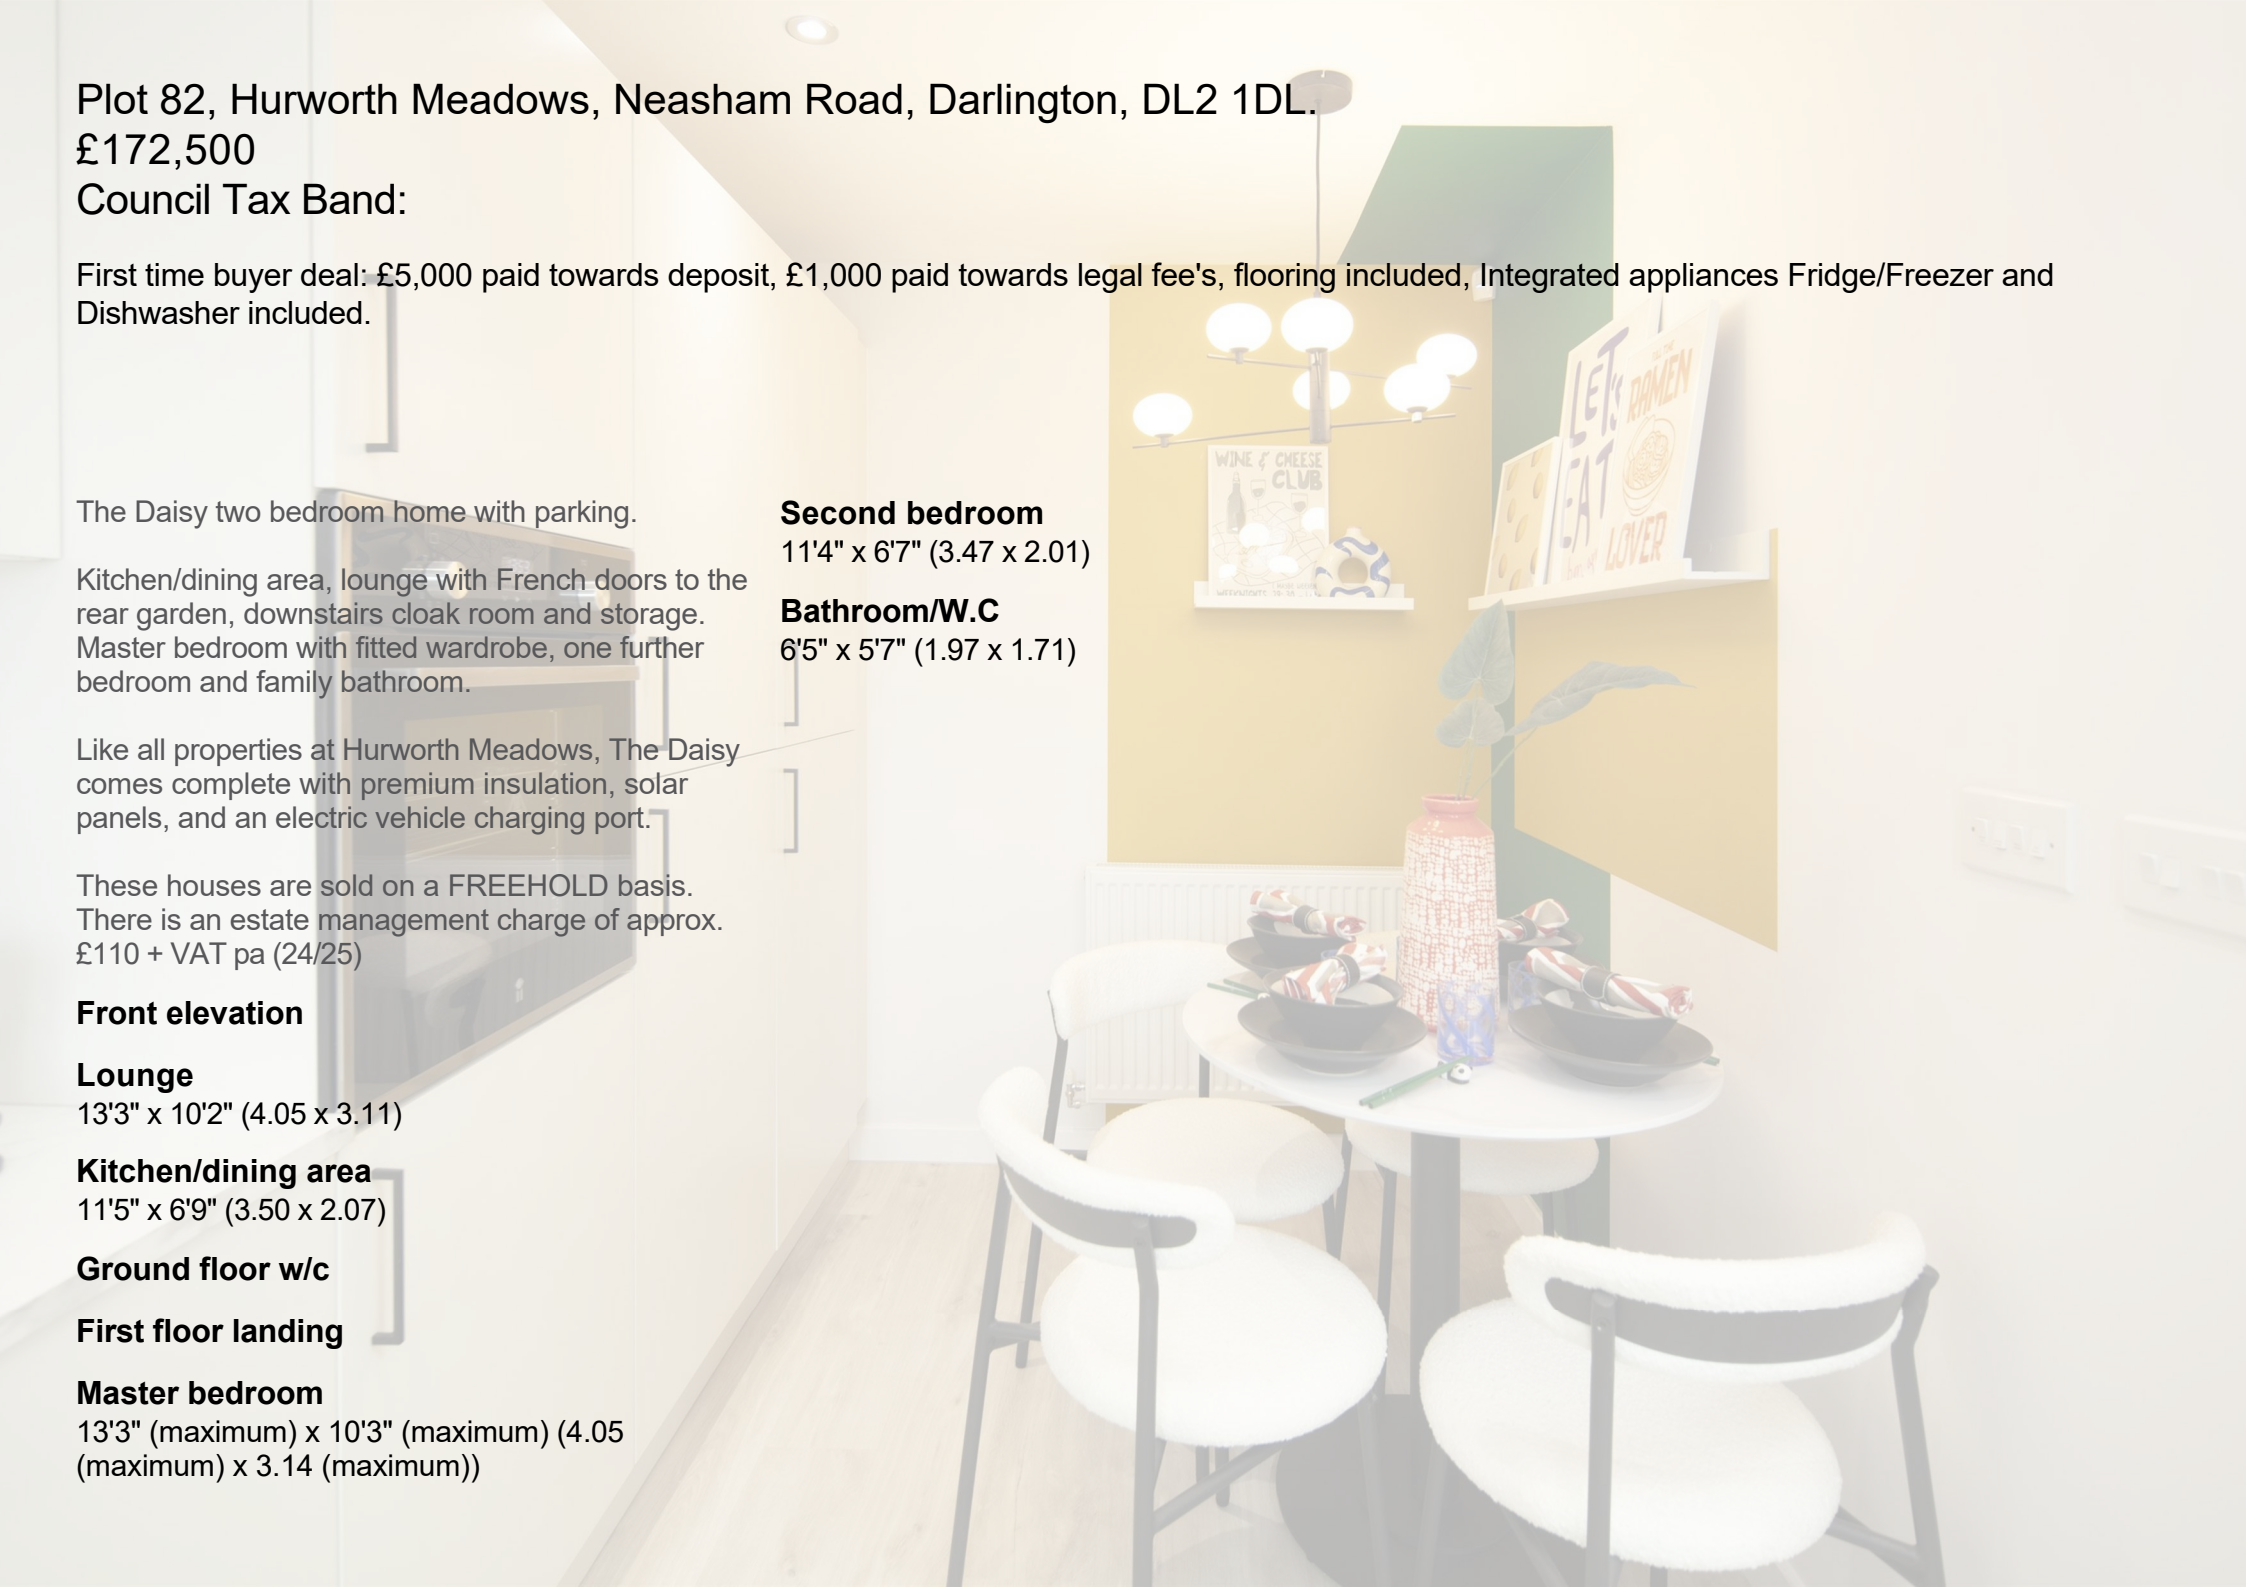 Plot 82, Hurworth Meadows, Neasham Road, Darlington, DL2 1DL.
£172,500
Council Tax Band:
First time buyer deal: £5,000 paid towards deposit, £1,000 paid towards legal fee's, flooring included, Integrated appliances Fridge/Freezer and
Dishwasher included.
The Daisy two bedroom home with parking.
Kitchen/dining area, lounge with French doors to the
rear garden, downstairs cloak room and storage.
Master bedroom with fitted wardrobe, one further
bedroom and family bathroom.
Like all properties at Hurworth Meadows, The Daisy
comes complete with premium insulation, solar
panels, and an electric vehicle charging port.
These houses are sold on a FREEHOLD basis.
There is an estate management charge of approx.
£110 + VAT pa (24/25)
Front elevation
Lounge
13'3" x 10'2" (4.05 x 3.11)
Kitchen/dining area
11'5" x 6'9" (3.50 x 2.07)
Ground floor w/c
First floor landing
Master bedroom
13'3" (maximum) x 10'3" (maximum) (4.05
(maximum) x 3.14 (maximum))
Second bedroom
11'4" x 6'7" (3.47 x 2.01)
Bathroom/W.C
6'5" x 5'7" (1.97 x 1.71)
WINE & CHEESE
CLUB
LET'S
EAT
RAMEN
LOVER